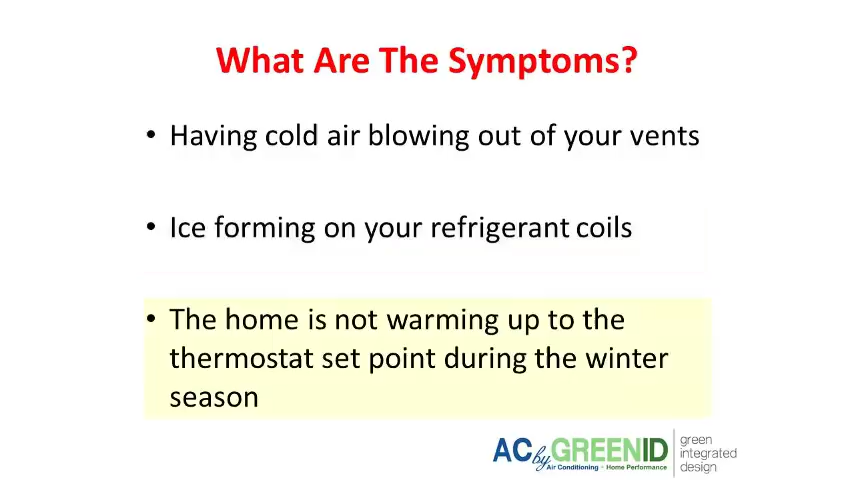 What Are The Symptoms?
• Having cold air blowing out of your vents
• Ice forming on your refrigerant coils
• The home is not warming up to the
thermostat set point during the winter
season
AC by GREENID
Air Conditioning - Home Performance
green
integrated
design